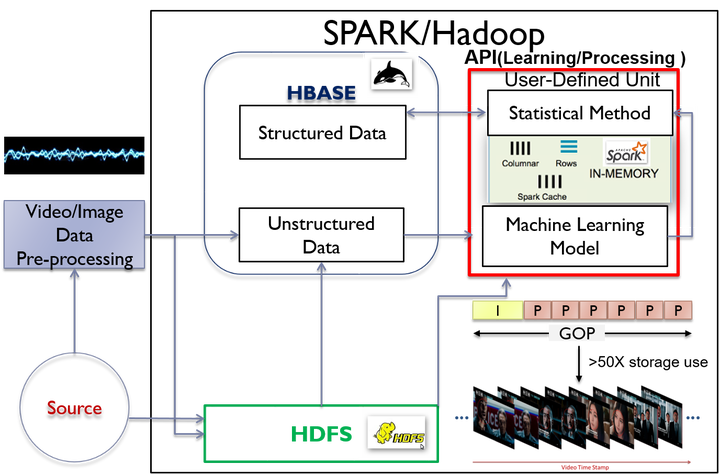 SPARK/Hadoop
API(Learning/Processing )
User-Defined Unit
HBASE
Structured Data
Statistical Method
Columnar
Rows
Spark
IN-MEMORY
Spark Cache
Video/Image
Data
Pre-processing
Unstructured
Data
Machine Learning
Model
I P P P P P P
GOP
>50X storage use
Source
HDFS
HDFS
Video Time Stamp